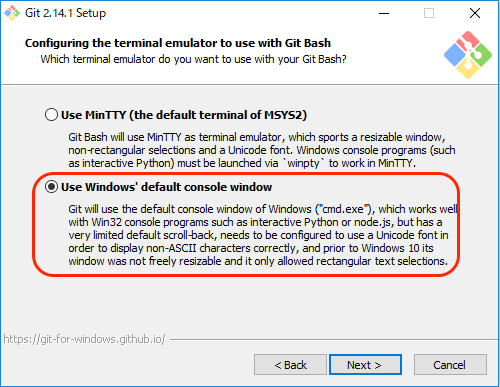 Git 2.14.1 Setup
Configuring the terminal emulator to use with Git Bash
Which terminal emulator do you want to use with your Git Bash?
Use MinTTY (the default terminal of MSYS2)
Git Bash will use MinTTY as terminal emulator, which sports a resizable window,
non-rectangular selections and a Unicode font. Windows console programs (such
as interactive Python) must be launched via `winpty` to work in MinTTY.
Use Windows' default console window
Git will use the default console window of Windows ("cmd.exe"), which works well
with Win32 console programs such as interactive Python or node.js, but has a
very limited default scroll-back, needs to be configured to use a Unicode font in
order to display non-ASCII characters correctly, and prior to Windows 10 its
window was not freely resizable and it only allowed rectangular text selections.
https://git-for-windows.github.io/
< Back
Next >
Cancel